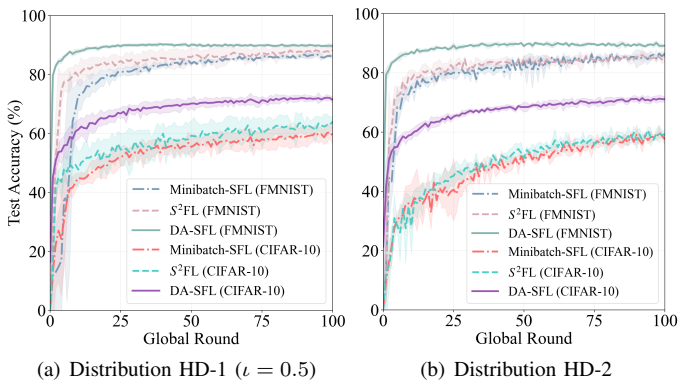 100
80
60
40
20
0
Test Accuracy (%)
Minibatch-SFL (FMNIST)
S²FL (FMNIST)
DA-SFL (FMNIST)
Minibatch-SFL (CIFAR-10)
S²FL (CIFAR-10)
DA-SFL (CIFAR-10)
0 25 50 75 100
Global Round
(a) Distribution HD-1 (ι = 0.5)
100
80
60
40
20
0
Minibatch-SFL (FMNIST)
S²FL (FMNIST)
DA-SFL (FMNIST)
Minibatch-SFL (CIFAR-10)
S²FL (CIFAR-10)
DA-SFL (CIFAR-10)
0 25 50 75 100
Global Round
(b) Distribution HD-2